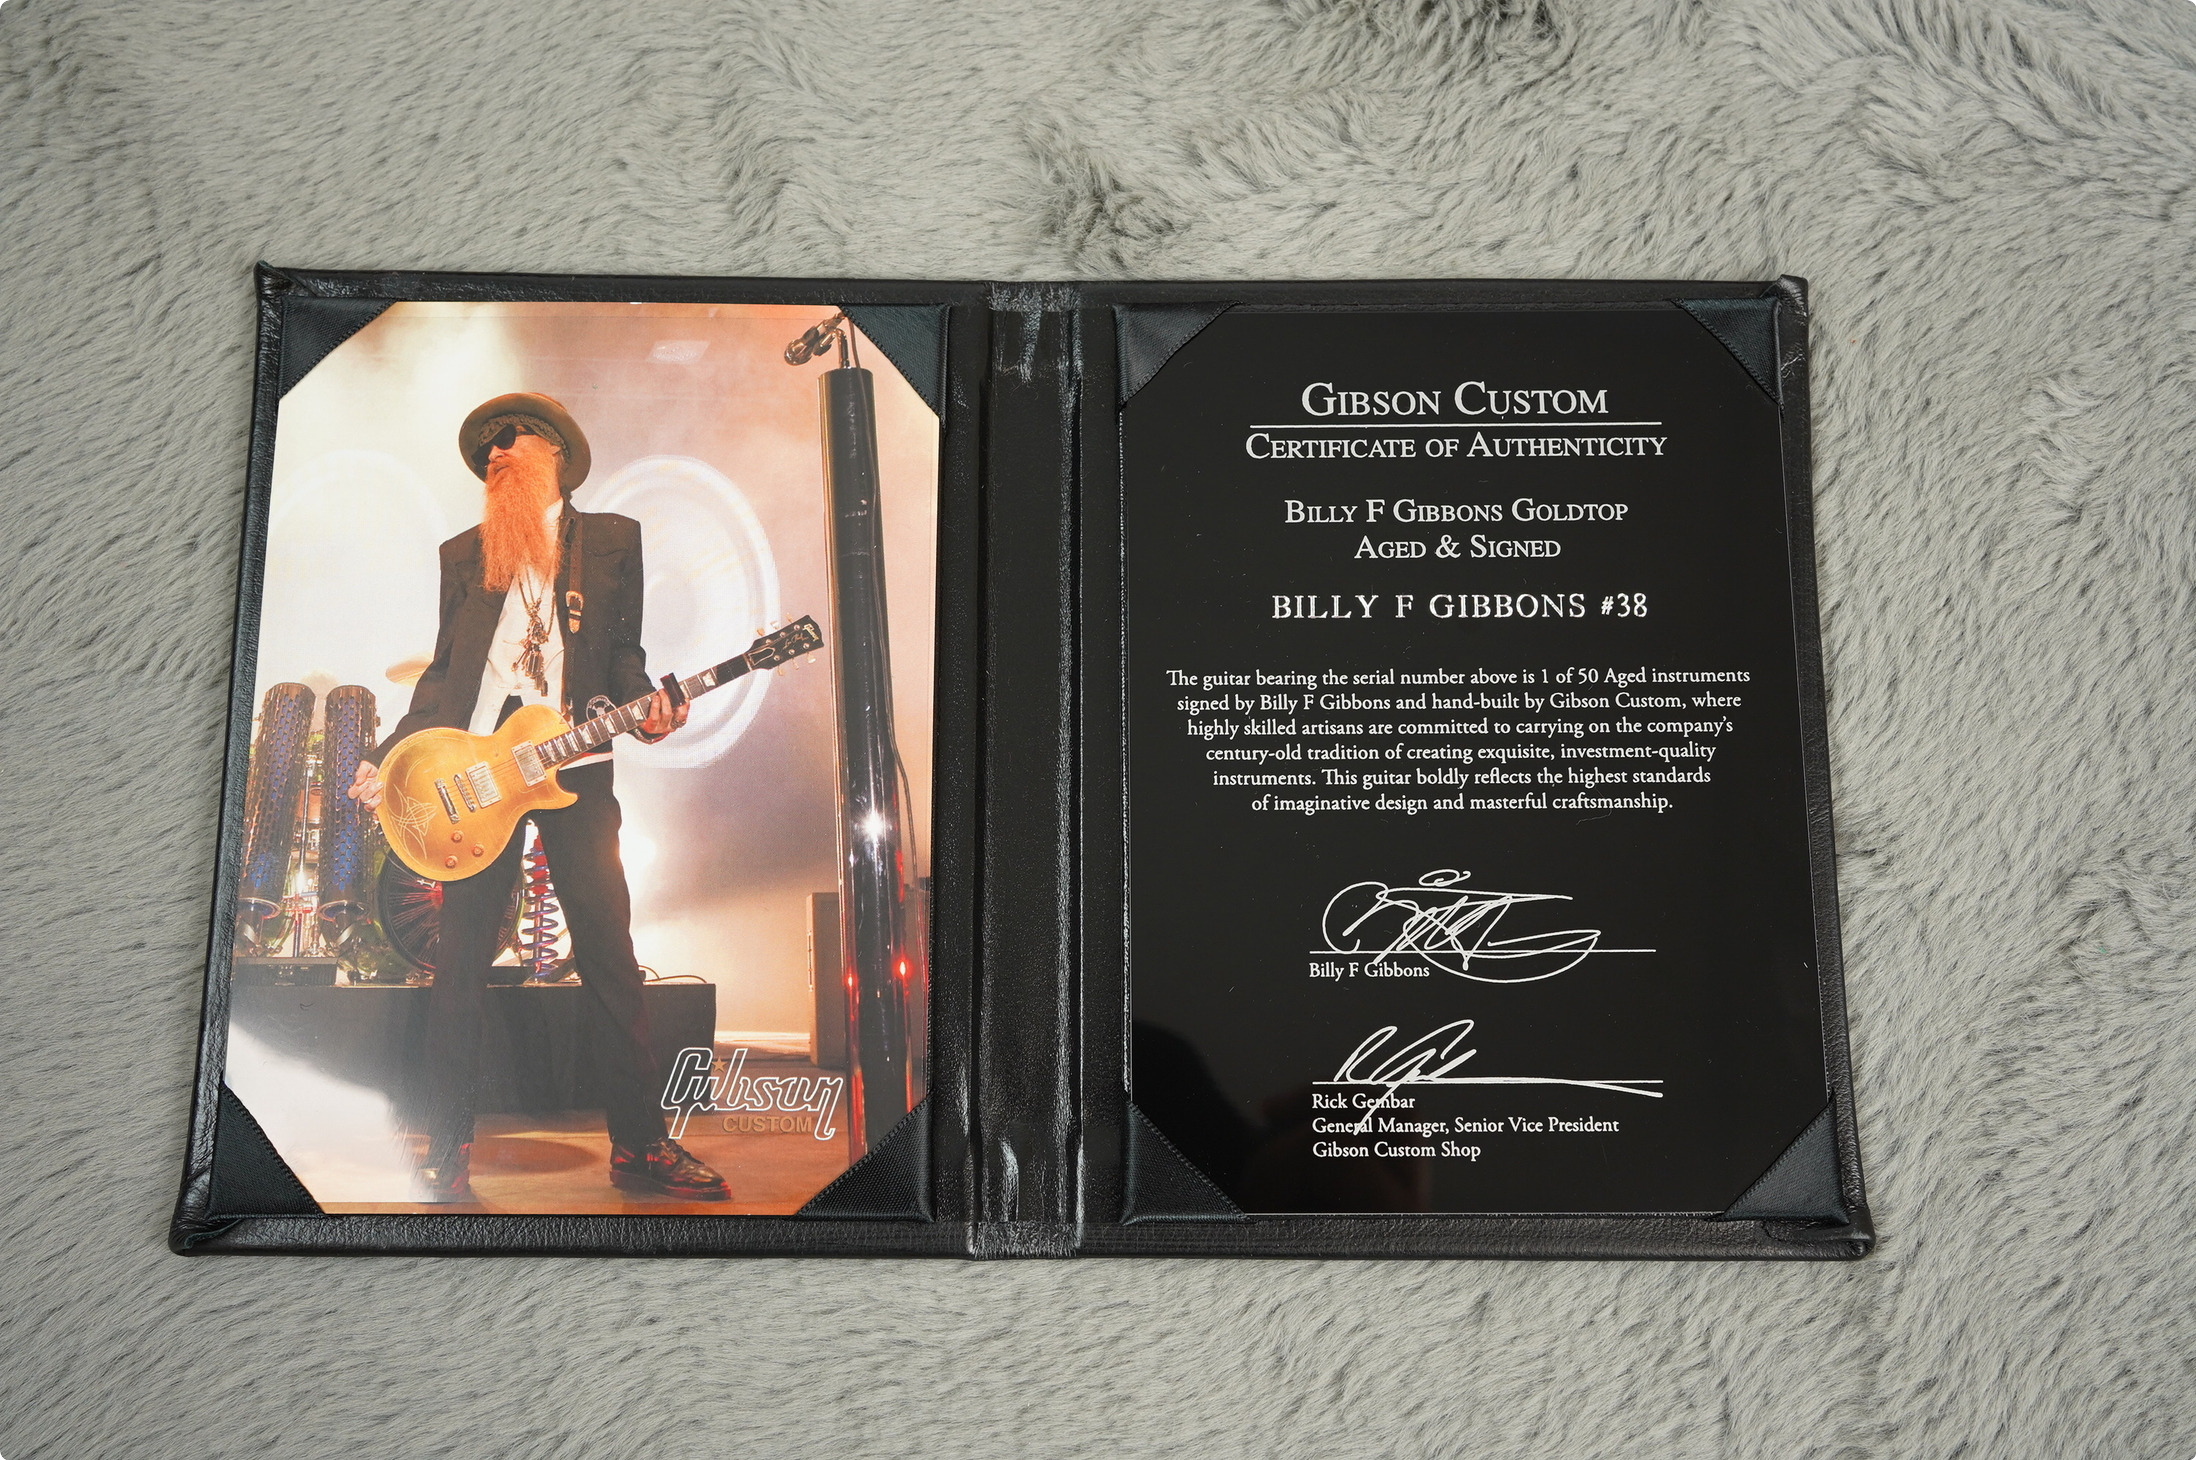 Gibson
CUSTOM
GIBSON CUSTOM
CERTIFICATE OF AUTHENTICITY
BILLY F GIBBONS GOLDTOP
AGED & SIGNED
BILLY F GIBBONS #38
The guitar bearing the serial number above is 1 of 50 Aged instruments
signed by Billy F Gibbons and hand-built by Gibson Custom, where
highly skilled artisans are committed to carrying on the company's
century-old tradition of creating exquisite, investment-quality
instruments. This guitar boldly reflects the highest standards
of imaginative design and masterful craftsmanship.
Billy F Gibbons
Rick Gembar
General Manager, Senior Vice President
Gibson Custom Shop